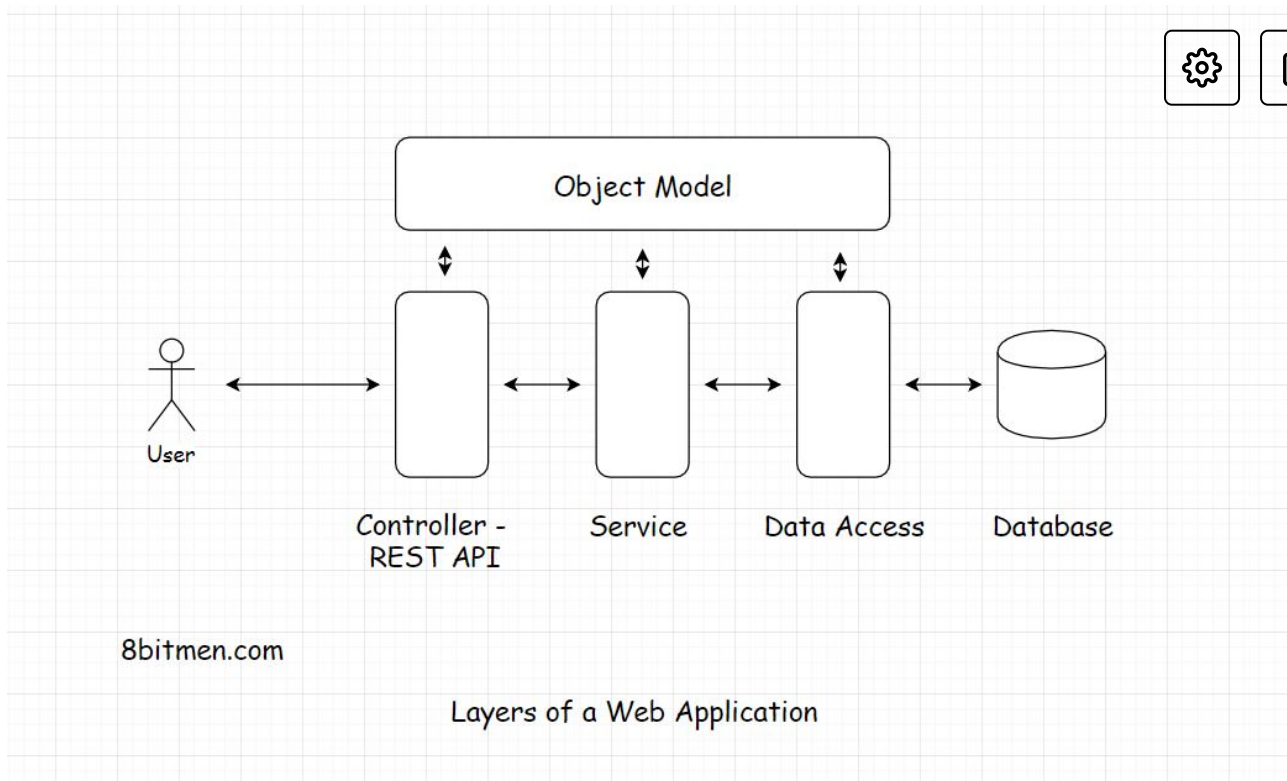 Object Model
User
Controller -
REST API
Service
Data Access
Database
8bitmen.com
Layers of a Web Application